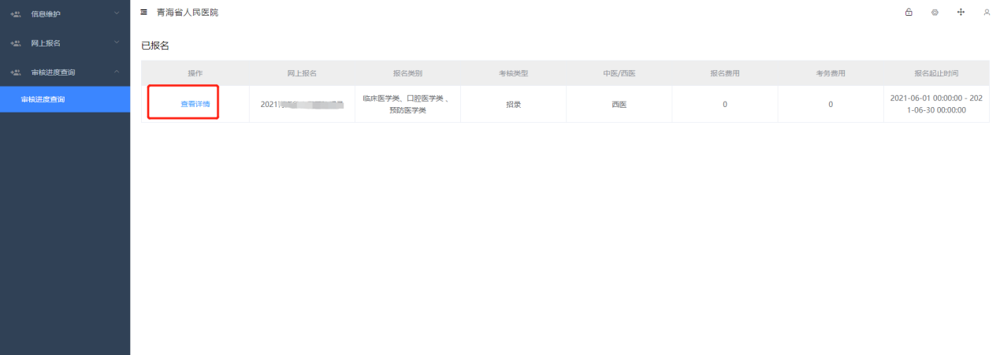 信息维护
网上报名
审核进度查询
审核进度查询
青海省人民医院
已报名
操作
网上报名
报名类别
考核类型
中医/西医
报名费用
考务费用
报名起止时间
查看详情
2021
临床医学类、口腔医学类、
预防医学类
招录
西医
0
0
2021-06-01 00:00:00 - 202
1-06-30 00:00:00